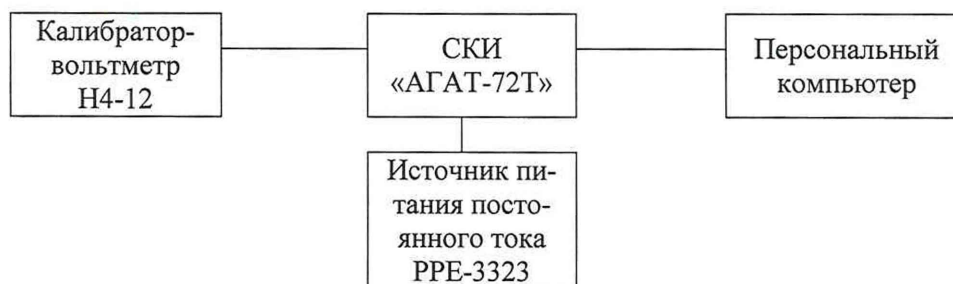 Калибратор-
вольтметр
Н4-12
СКИ
«АГАТ-72Т»
Персональный
компьютер
Источник пи-
тания посто-
янного тока
PPE-3323